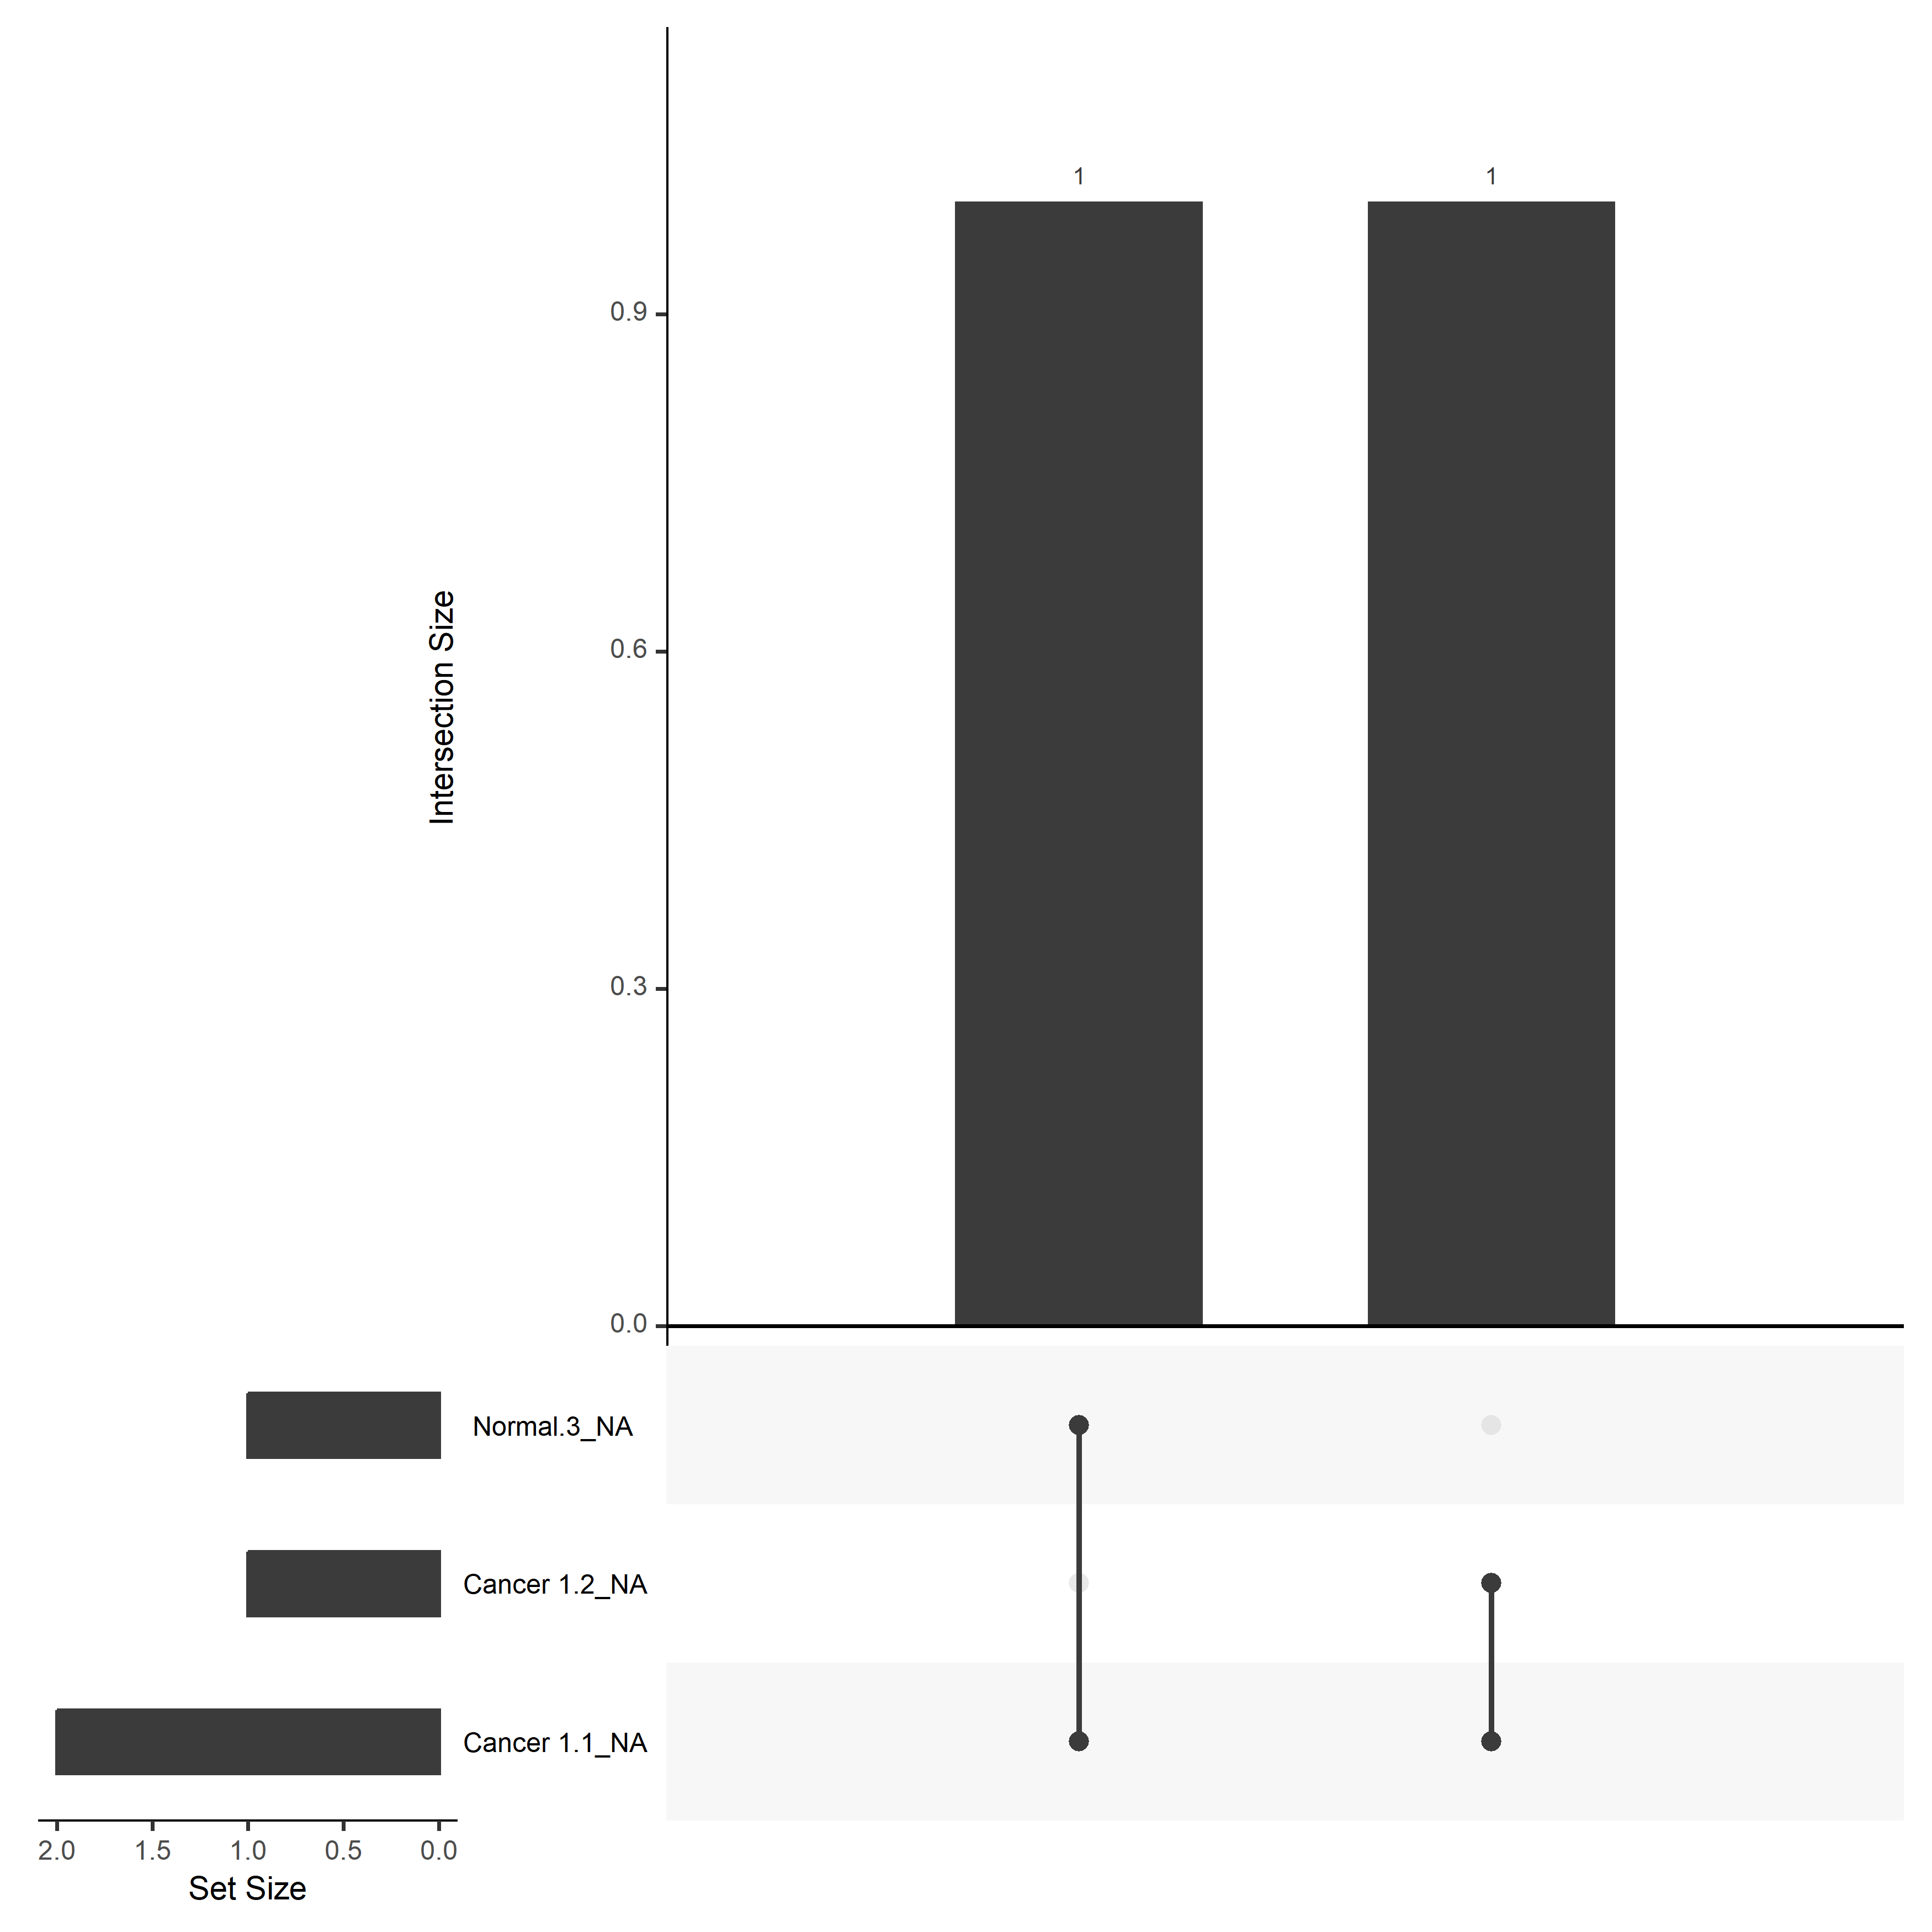 1 1
0.9
0.6
0.3
0.0
Intersection Size
Normal.3_NA
Cancer 1.2_NA
Cancer 1.1_NA
2.0 1.5 1.0 0.5 0.0
Set Size